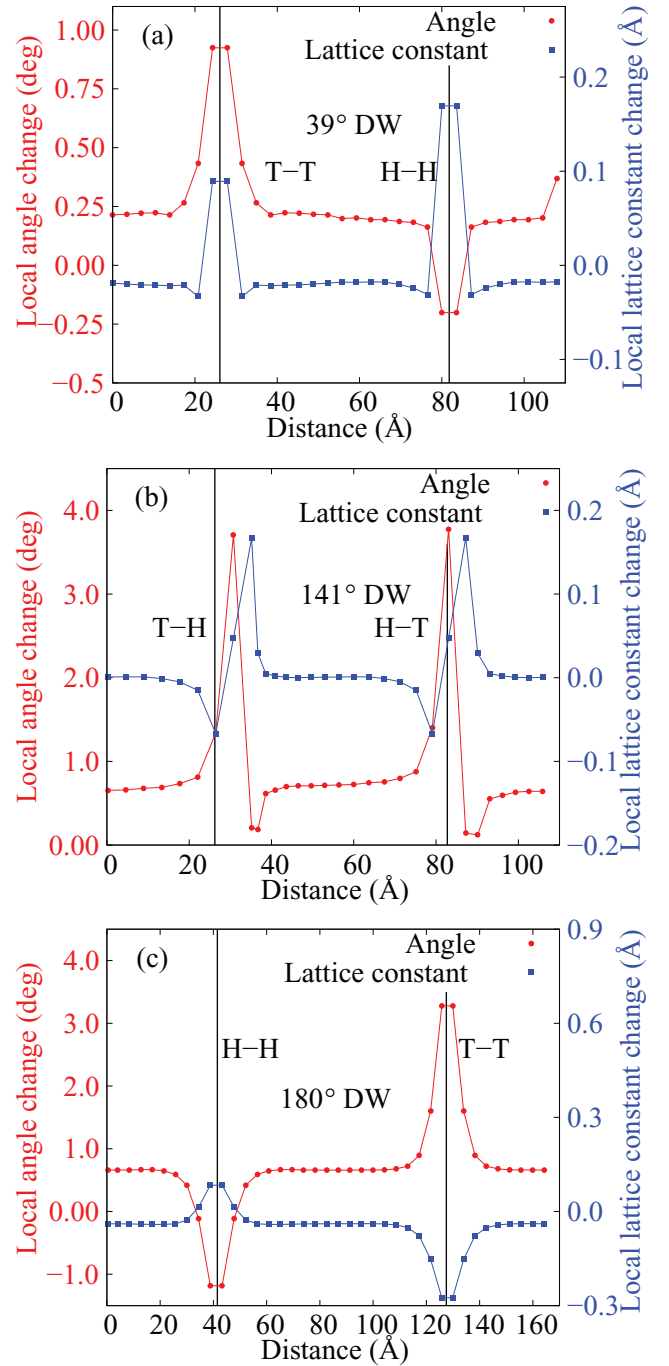 (a)
Angle
Lattice constant
39° DW
T−T
H−H
Local angle change (deg)
1.00
0.75
0.50
0.25
0.00
−0.25
−0.5
Local lattice constant change (Å)
0.2
0.1
0.0
−0.1
0 20 40 60 80 100
Distance (Å)
(b)
Angle
Lattice constant
141° DW
T−H
H−T
Local angle change (deg)
4.0
3.0
2.0
1.0
0.00
Local lattice constant change (Å)
0.2
0.1
0.0
−0.1
−0.2
0 20 40 60 80 100
Distance (Å)
(c)
Angle
Lattice constant
H−H
T−T
180° DW
Local angle change (deg)
4.0
3.0
2.0
1.0
0.00
−1.0
Local lattice constant change (Å)
0.9
0.6
0.3
0.0
−0.3
0 20 40 60 80 100 120 140 160
Distance (Å)